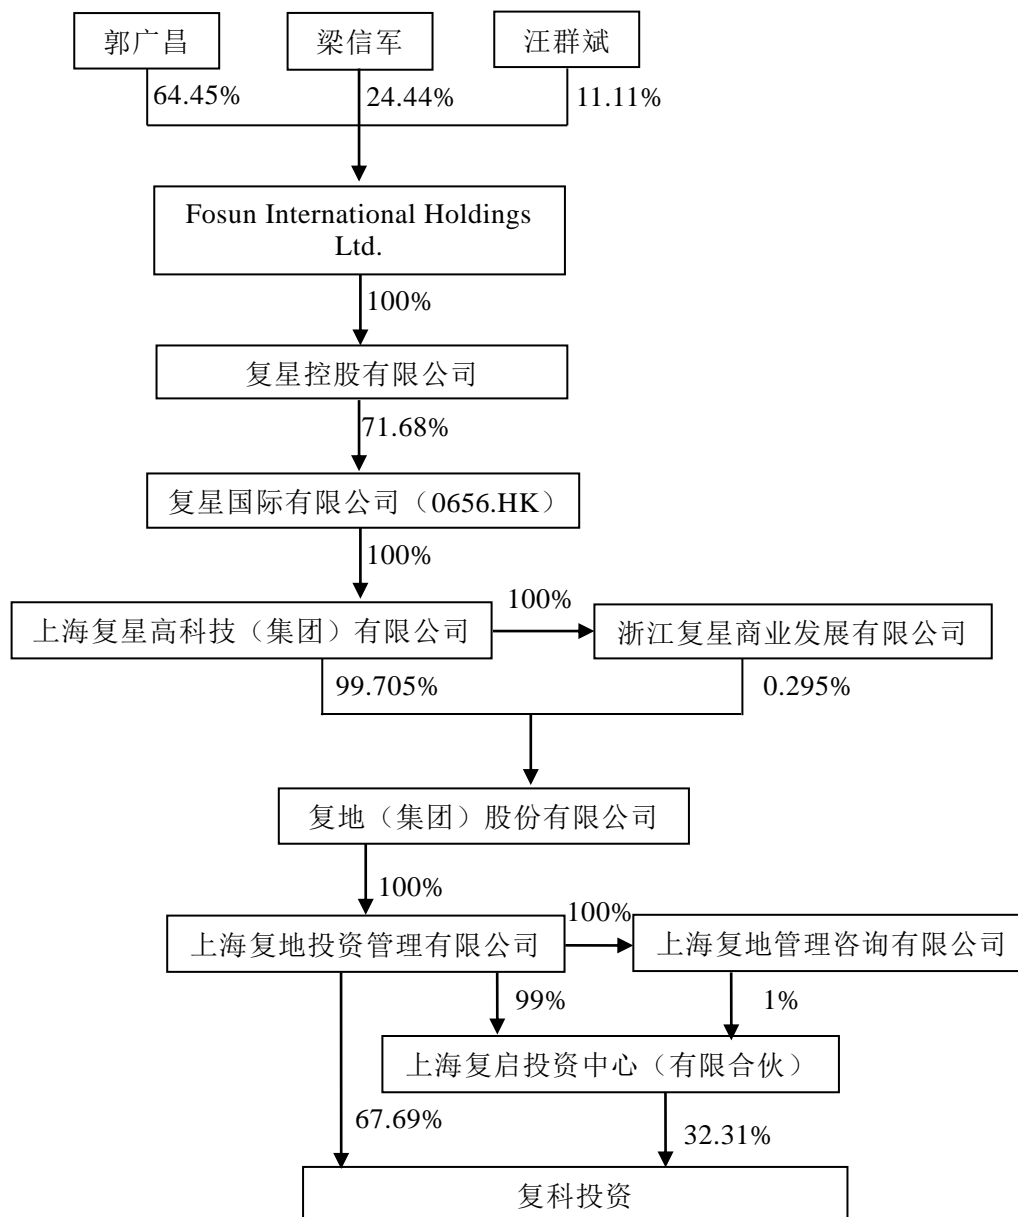 郭广昌
梁信军
汪群斌
64.45%
24.44%
11.11%
Fosun International Holdings
Ltd.
100%
复星控股有限公司
71.68%
复星国际有限公司（0656.HK）
100%
上海复星高科技（集团）有限公司
100%
浙江复星商业发展有限公司
99.705%
0.295%
复地（集团）股份有限公司
100%
上海复地投资管理有限公司
100%
上海复地管理咨询有限公司
99%
1%
上海复启投资中心（有限合伙）
67.69%
32.31%
复科投资